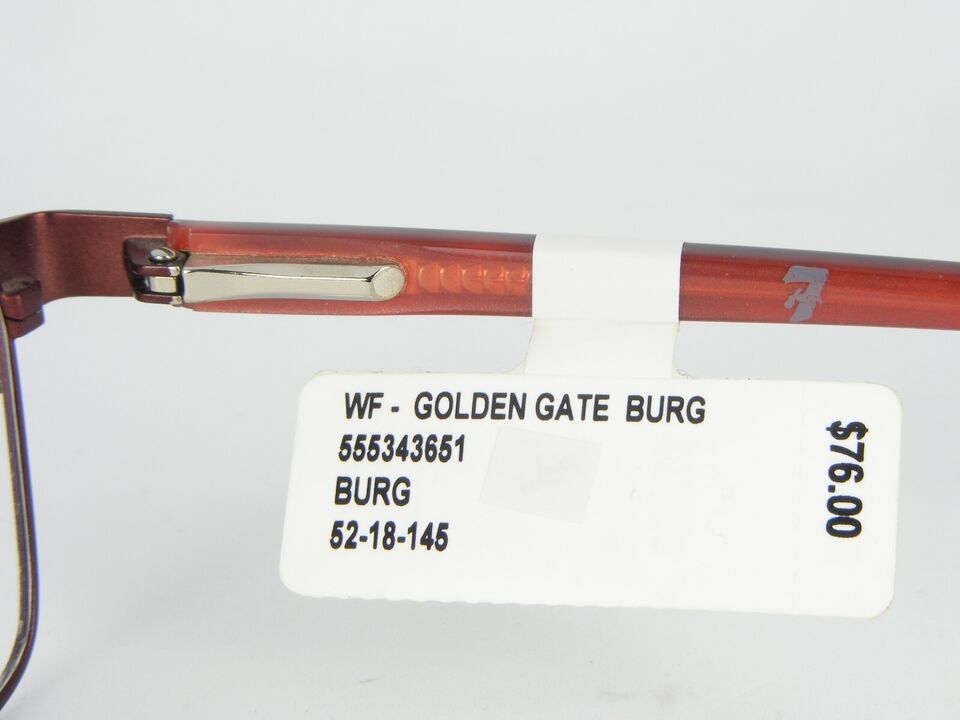 WF - GOLDEN GATE BURG
555343651
BURG
52-18-145
$76.00